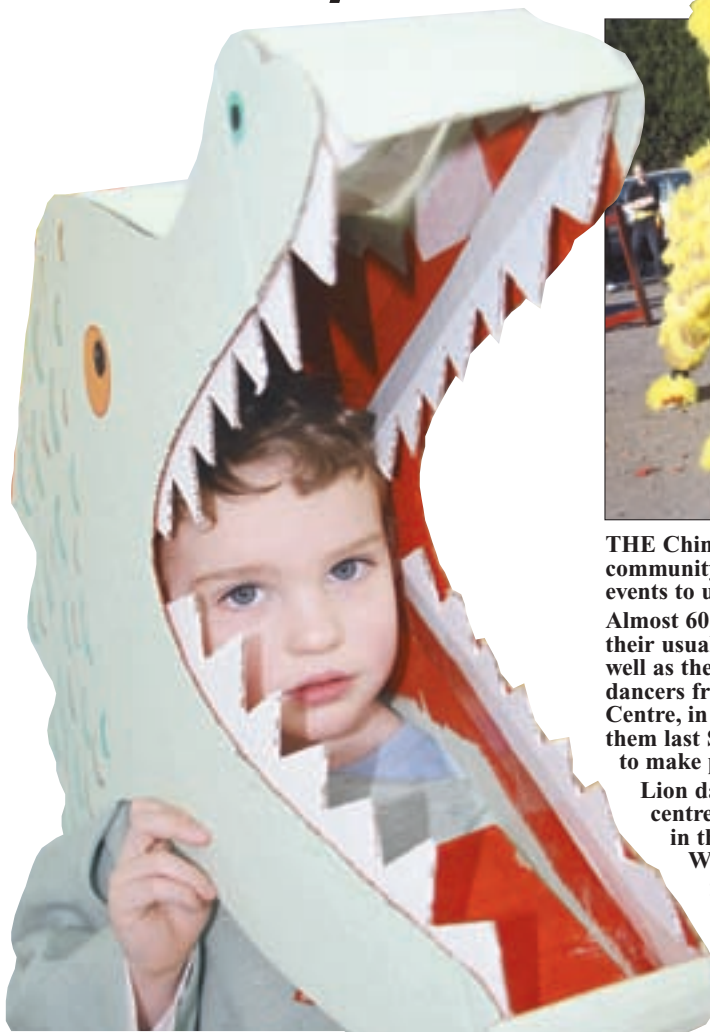 THE Chin
community
events to u
Almost 60
their usua
well as the
dancers fr
Centre, in
them last S
to make p
Lion da
centre
in th
W